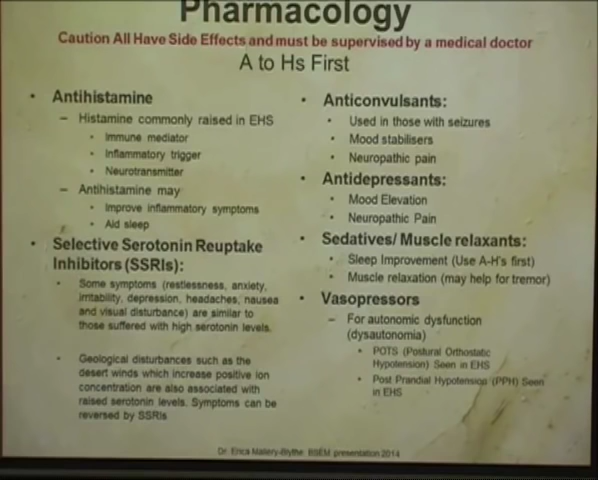 Pharmacology
Caution All Have Side Effects and must be supervised by a medical doctor
A to Hs First
• Antihistamine
– Histamine commonly raised in EHS
• Immune mediator
• Inflammatory trigger
• Neurotransmitter
– Antihistamine may
• Improve inflammatory symptoms
• Aid sleep
• Selective Serotonin Reuptake
Inhibitors (SSRIs):
• Some symptoms (restlessness, anxiety,
irritability, depression, headaches, nausea
and visual disturbance) are similar to
those suffered with high serotonin levels.
• Geological disturbances such as the
desert winds which increase positive ion
concentration are also associated with
raised serotonin levels. Symptoms can be
reversed by SSRIs
• Anticonvulsants:
• Used in those with seizures
• Mood stabilisers
• Neuropathic pain
• Antidepressants:
• Mood Elevation
• Neuropathic Pain
• Sedatives/ Muscle relaxants:
• Sleep Improvement (Use A-H's first)
• Muscle relaxation (may help for tremor)
• Vasopressors
– For autonomic dysfunction
(dysautonomia)
• POTS (Postural Orthostatic
Hypotension) Seen in EHS
• Post Prandial Hypotension (PPH) Seen
in EHS
Dr. Erica Mallery-Blythe BSEM presentation 2014